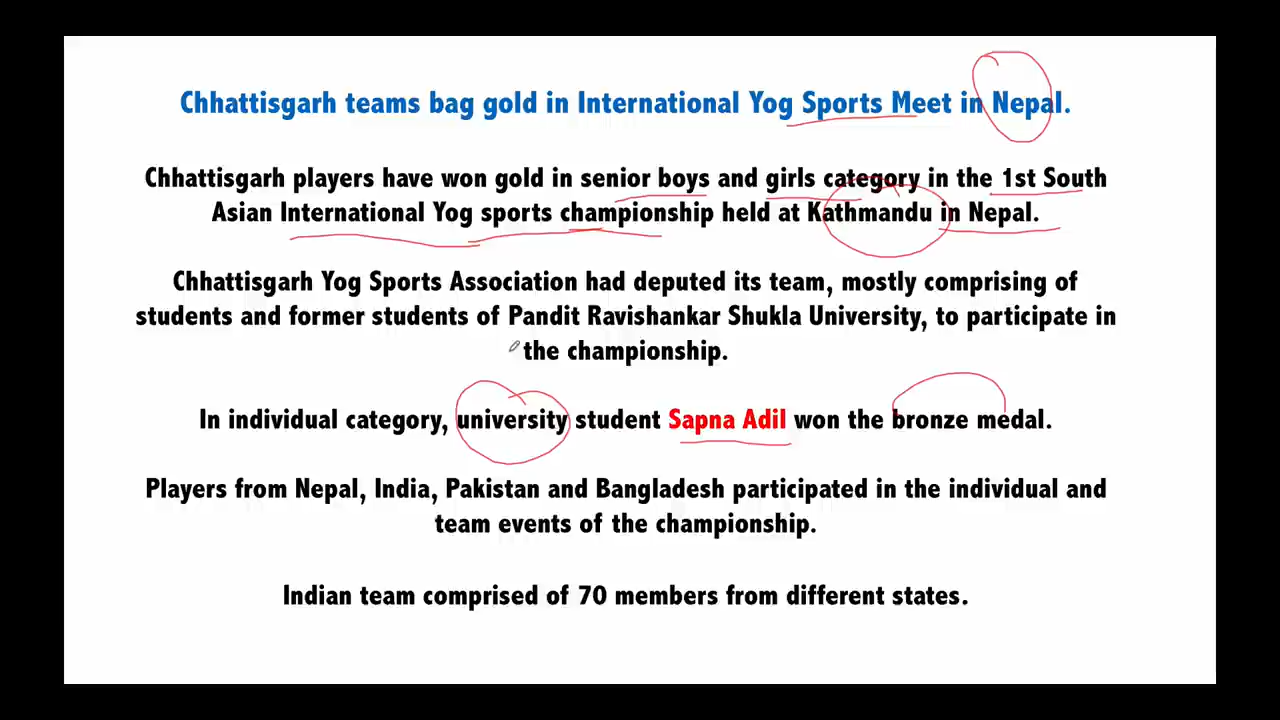 Chhattisgarh teams bag gold in International Yog Sports Meet in Nepal.
Chhattisgarh players have won gold in senior boys and girls category in the 1st South
Asian International Yog sports championship held at Kathmandu in Nepal.
Chhattisgarh Yog Sports Association had deputed its team, mostly comprising of
students and former students of Pandit Ravishankar Shukla University, to participate in
the championship.
In individual category, university student Sapna Adil won the bronze medal.
Players from Nepal, India, Pakistan and Bangladesh participated in the individual and
team events of the championship.
Indian team comprised of 70 members from different states.